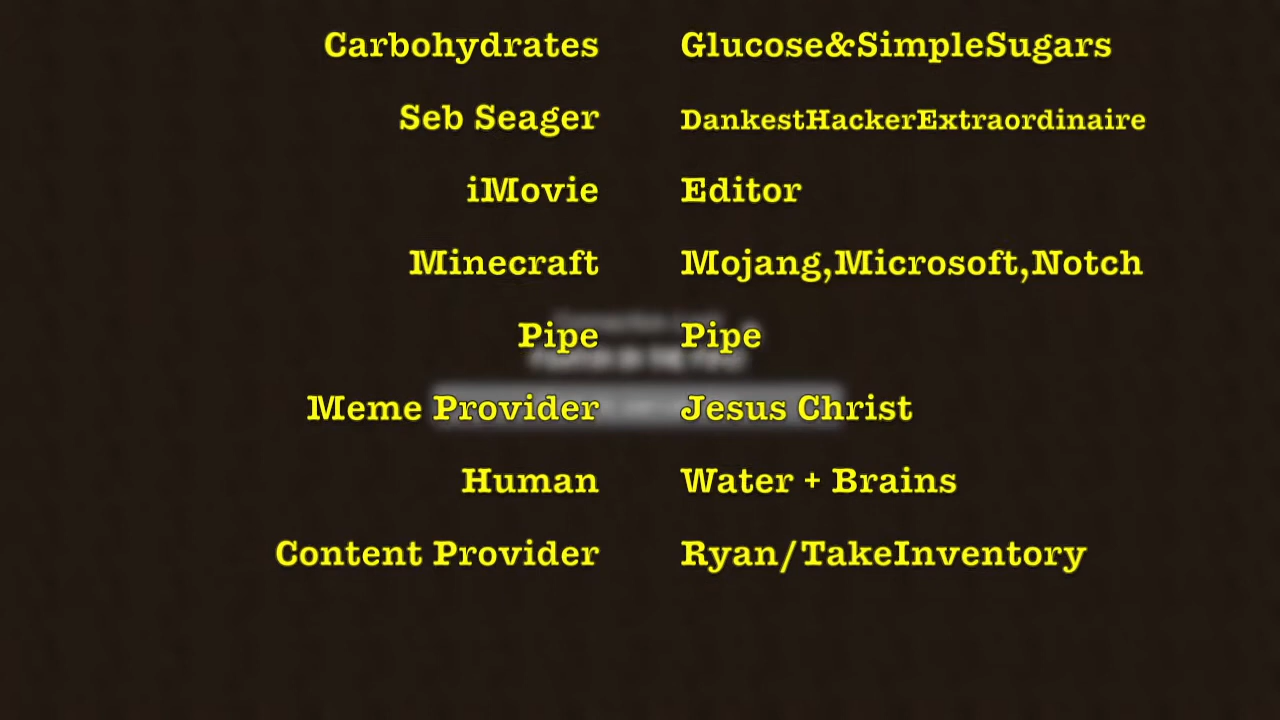 Carbohydrates Glucose&SimpleSugars
Seb Seager DankestHackerExtraordinaire
iMovie Editor
Minecraft Mojang,Microsoft,Notch
Pipe Pipe
Meme Provider Jesus Christ
Human Water + Brains
Content Provider Ryan/TakeInventory